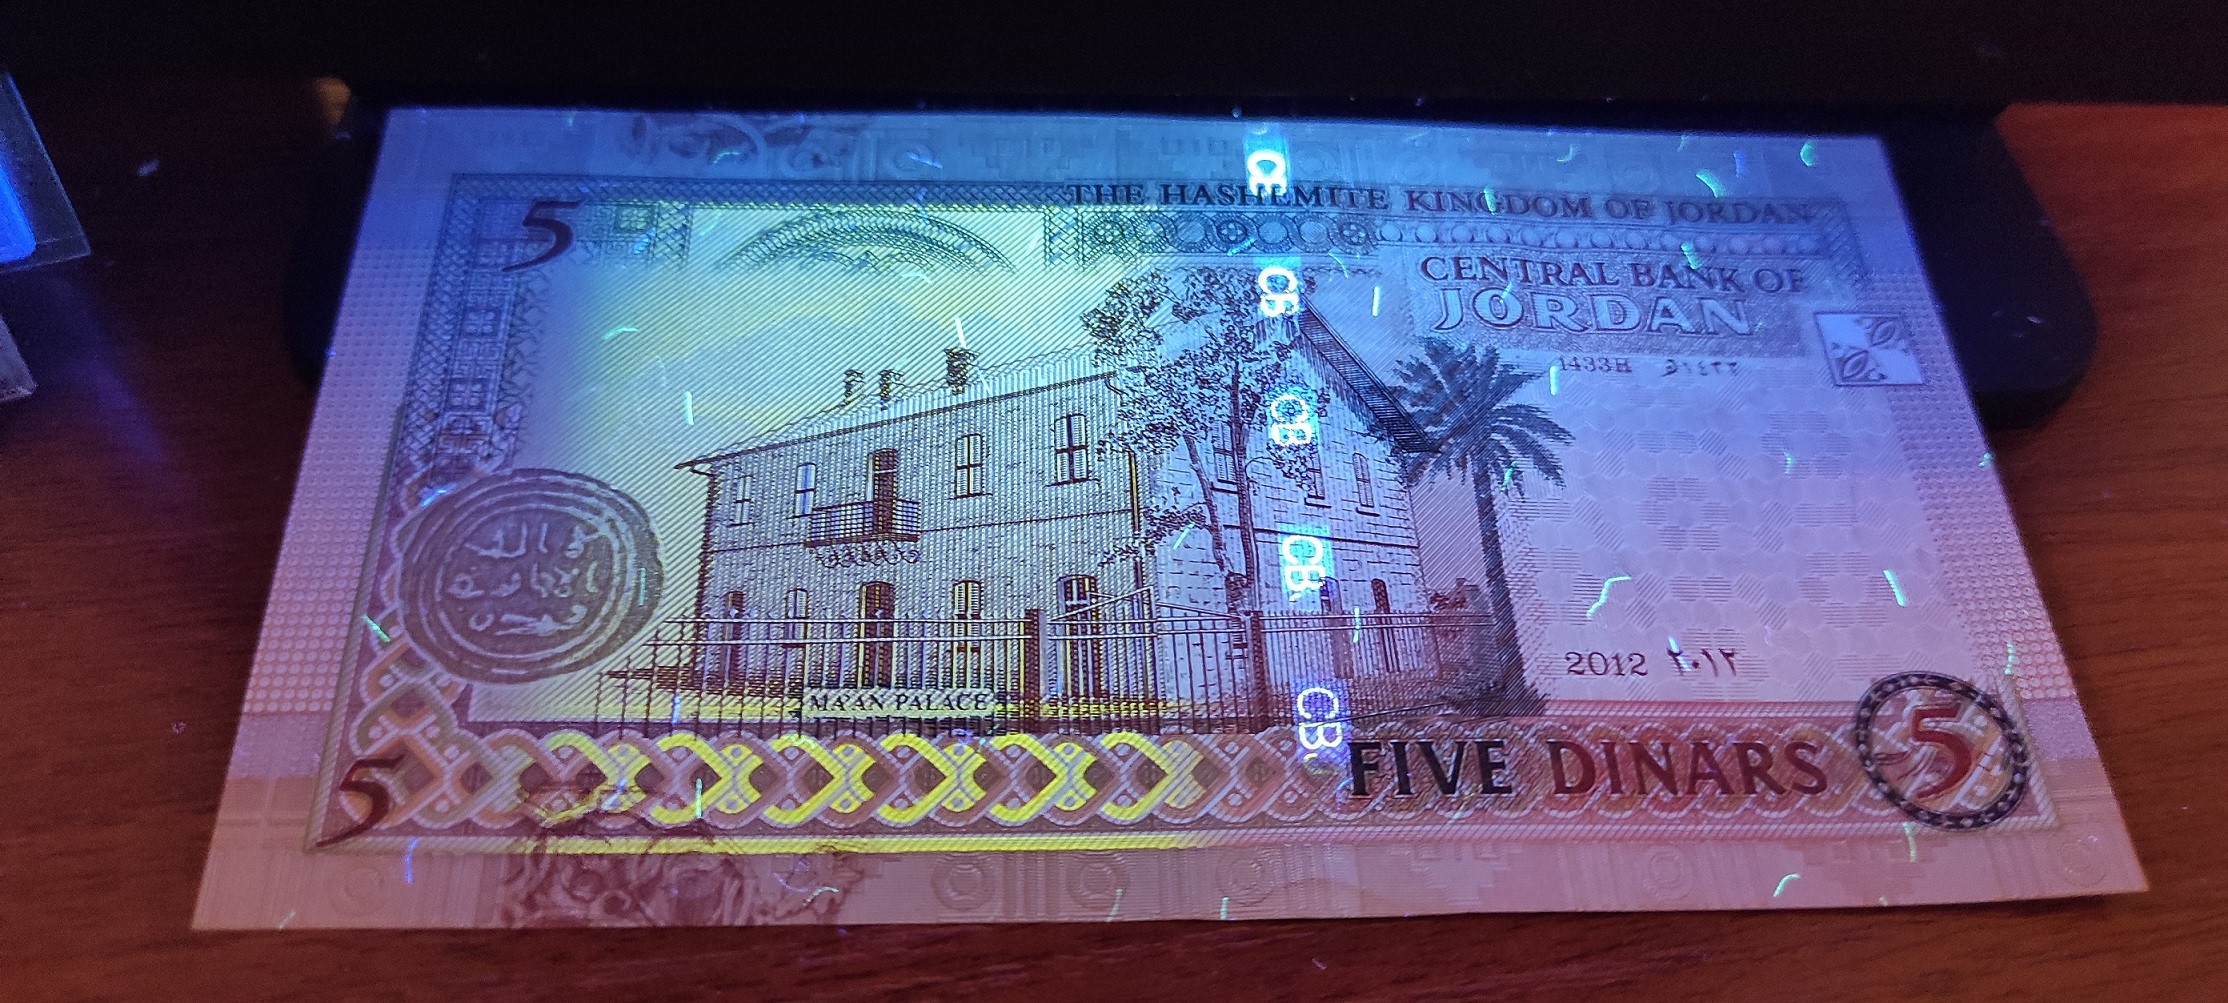 5
THE HASHEMITE KINGDOM OF JORDAN
CENTRAL BANK OF
JORDAN
1433H ١٤٣٣هـ
CB
CB
CB
CB
CB
MA'AN PALACE
2012 ٢٠١٢
5
FIVE DINARS
5